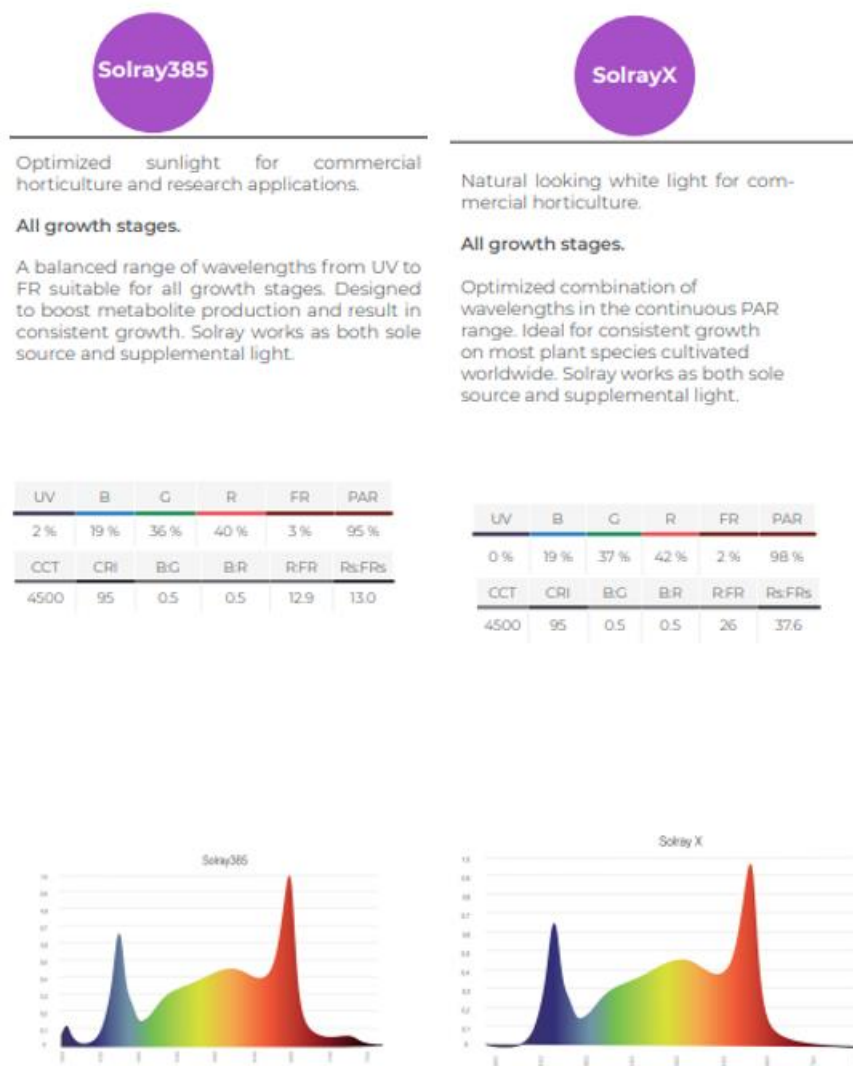 Solray385
Optimized sunlight for commercial
horticulture and research applications.
All growth stages.
A balanced range of wavelengths from UV to
FR suitable for all growth stages. Designed
to boost metabolite production and result in
consistent growth. Solray works as both sole
source and supplemental light.
UV B G R FR PAR
2 % 19 % 36 % 40 % 3 % 95 %
CCT CRI B:G B:R R:FR Rs:FRs
4500 95 0.5 0.5 12.9 13.0
Solray385
SolrayX
Natural looking white light for com-
mercial horticulture.
All growth stages.
Optimized combination of
wavelengths in the continuous PAR
range. Ideal for consistent growth
on most plant species cultivated
worldwide. Solray works as both sole
source and supplemental light.
UV B G R FR PAR
0 % 19 % 37 % 42 % 2 % 98 %
CCT CRI B:G B:R R:FR Rs:FRs
4500 95 0.5 0.5 26 37.6
Solray X